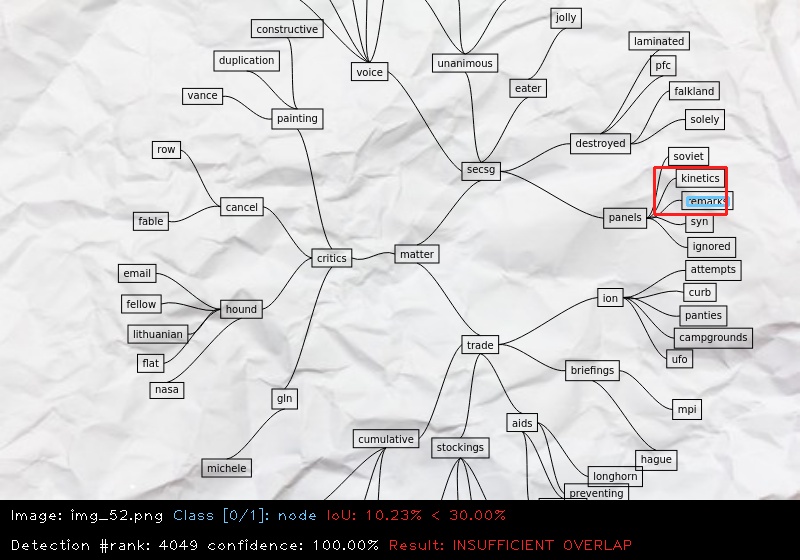 jolly
constructive
laminated
duplication
unanimous
pfc
voice
eater
falkland
vance
painting
solely
destroyed
row
soviet
secsg
kinetics
remarks
cancel
panels
fable
syn
ignored
critics
matter
email
attempts
curb
ion
fellow
hound
panties
lithuanian
campgrounds
trade
ufo
flat
briefings
nasa
gln
mpi
aids
cumulative
stockings
hague
michele
longhorn
preventing
Image: img_52.png Class [0/1]: node IoU: 10.23% < 30.00%
Detection #rank: 4049 confidence: 100.00% Result: INSUFFICIENT OVERLAP